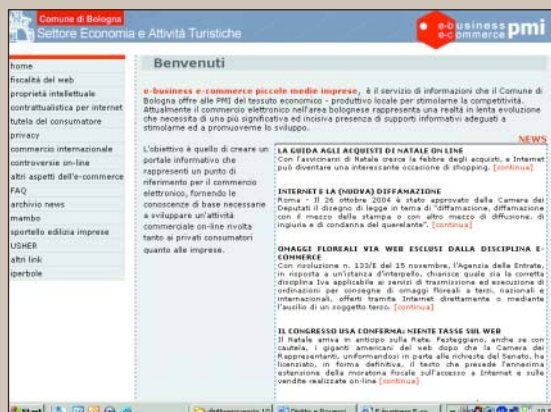 Comune di Bologna
Settore Economia e Attività Turistiche
e-business
e-commerce
pmi
home
fiscalità del web
proprietà intellettuale
contrattualistica per internet
tutela del consumatore
privacy
commercio internazionale
controversie on-line
altri aspetti dell'e-commerce
FAQ
archivio news
mambo
sportello edilizia imprese
USHER
altri link
iperbole
Benvenuti
e-business e-commerce piccole medie imprese, è il servizio di informazioni che il Comune di
Bologna offre alle PMI del tessuto economico - produttivo locale per stimolarne la competitività.
Attualmente il commercio elettronico nell'area bolognese rappresenta una realtà in lenta evoluzione
che necessita di una più significativa ed incisiva presenza di supporti informativi adeguati a
stimolarne ed a promuoverne lo sviluppo.
L'obiettivo è quello di creare un
portale informativo che
rappresenti un punto di
riferimento per il commercio
elettronico, fornendo le
conoscenze di base necessarie
a sviluppare un'attività
commerciale on-line rivolta
tanto ai privati consumatori
quanto alle imprese.
NEWS
LA GUIDA AGLI ACQUISTI DI NATALE ON LINE
Con l'avvicinarsi di Natale cresce la febbre degli acquisti, e Internet
può diventare una interessante occasione di shopping. [continua]
INTERNET E LA (NUOVA) DIFFAMAZIONE
Roma - Il 26 ottobre 2004 è stato approvato dalla Camera dei
Deputati il disegno di legge in tema di "diffamazione, diffamazione
con il mezzo della stampa o con altro mezzo di diffusione, di
ingiuria e di condanna del querelante". [continua]
OMAGGI FLOREALI VIA WEB ESCLUSI DALLA DISCIPLINA E-
COMMERCE
Con risoluzione n. 133/E del 15 novembre, l'Agenzia delle Entrate,
in risposta a un'istanza d'interpello, chiarisce quale sia la corretta
disciplina Iva applicabile ai servizi di trasmissione ed esecuzione di
ordinazioni per consegne di omaggi floreali a terzi, nazionali e
internazionali, offerti tramite Internet direttamente o mediante
l'ausilio di un soggetto terzo. [continua]
IL CONGRESSO USA CONFERMA: NIENTE TASSE SUL WEB
Il Natale arriva in anticipo sulla Rete. Festeggiano, anche se con
cautela, i giganti americani del web dopo che la Camera dei
Rappresentanti, uniformandosi in parte alle richieste del Senato, ha
licenziato, in forma definitiva, il testo che prevede l'ennesima
estensione della moratoria fiscale sull'accesso a Internet e sulle
vendite realizzate on-line [continua]
Start